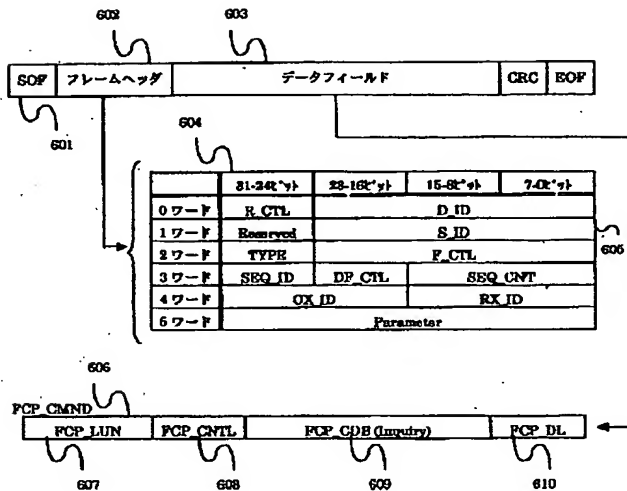 602
603
SOF フレームヘッダ データフィールド CRC EOF
601
604
31-24ビット 23-16ビット 15-8ビット 7-0ビット
0ワード R_CTL D_ID
1ワード Reserved S_ID
605
2ワード TYPE F_CTL
3ワード SEQ_ID DF_CTL SEQ_CNT
4ワード OX_ID RX_ID
5ワード Parameter
606
FCP_CMND
FCP_LUN FCP_CNTL FCP_CDB (Inquiry) FCP_DL
607 608 609 610